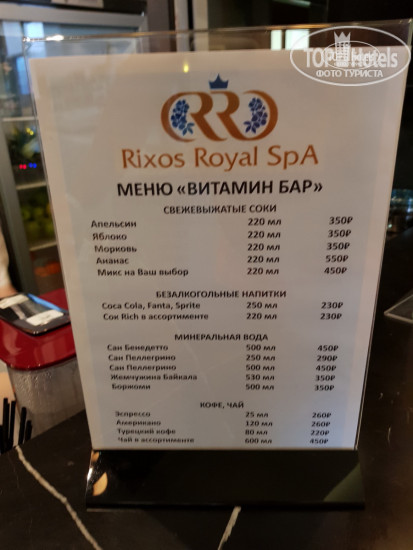 TOP Hotels
ФОТО ТУРИСТА
Rixos Royal SpA
МЕНЮ «ВИТАМИН БАР»
СВЕЖЕВЫЖАТЫЕ СОКИ
Апельсин 220 мл 350₽
Яблоко 220 мл 350₽
Морковь 220 мл 350₽
Ананас 220 мл 550₽
Микс на Ваш выбор 220 мл 450₽
БЕЗАЛКОГОЛЬНЫЕ НАПИТКИ
Coca Cola, Fanta, Sprite 250 мл 230₽
Сок Rich в ассортименте 220 мл 230₽
МИНЕРАЛЬНАЯ ВОДА
Сан Бенедетто 500 мл 450₽
Сан Пеллегрино 250 мл 290₽
Сан Пеллегрино 500 мл 450₽
Жемчужина Байкала 530 мл 350₽
Боржоми 500 мл 350₽
КОФЕ, ЧАЙ
Эспрессо 25 мл 260₽
Американо 120 мл 260₽
Турецкий кофе 80 мл 220₽
Чай в ассортименте 600 мл 450₽